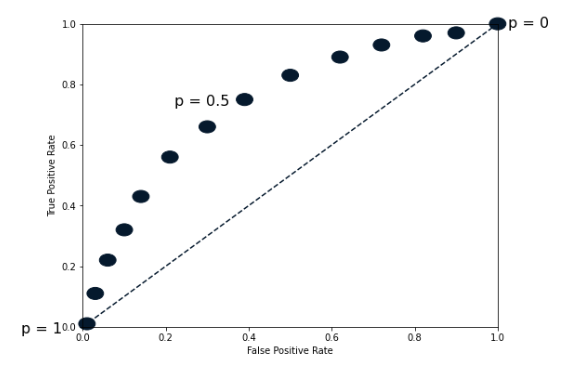 1.0
p = 0
0.8
p = 0.5
0.6
True Positive Rate
0.4
0.2
p = 1
0.0
0.0 0.2 0.4 0.6 0.8 1.0
False Positive Rate